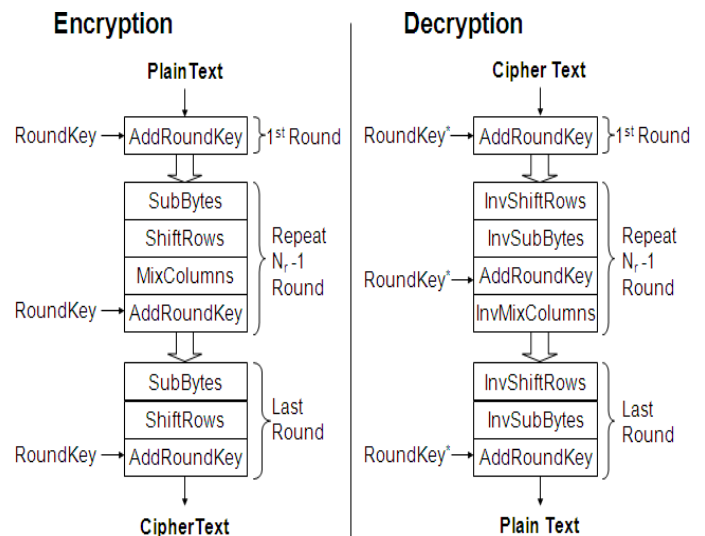 Encryption
PlainText
RoundKey
AddRoundKey
1st Round
SubBytes
ShiftRows
MixColumns
RoundKey
AddRoundKey
Repeat
Nr -1
Round
SubBytes
ShiftRows
RoundKey
AddRoundKey
Last
Round
CipherText
Decryption
Cipher Text
RoundKey*
AddRoundKey
1st Round
InvShiftRows
InvSubBytes
RoundKey*
AddRoundKey
InvMixColumns
Repeat
Nr -1
Round
InvShiftRows
InvSubBytes
RoundKey*
AddRoundKey
Last
Round
Plain Text